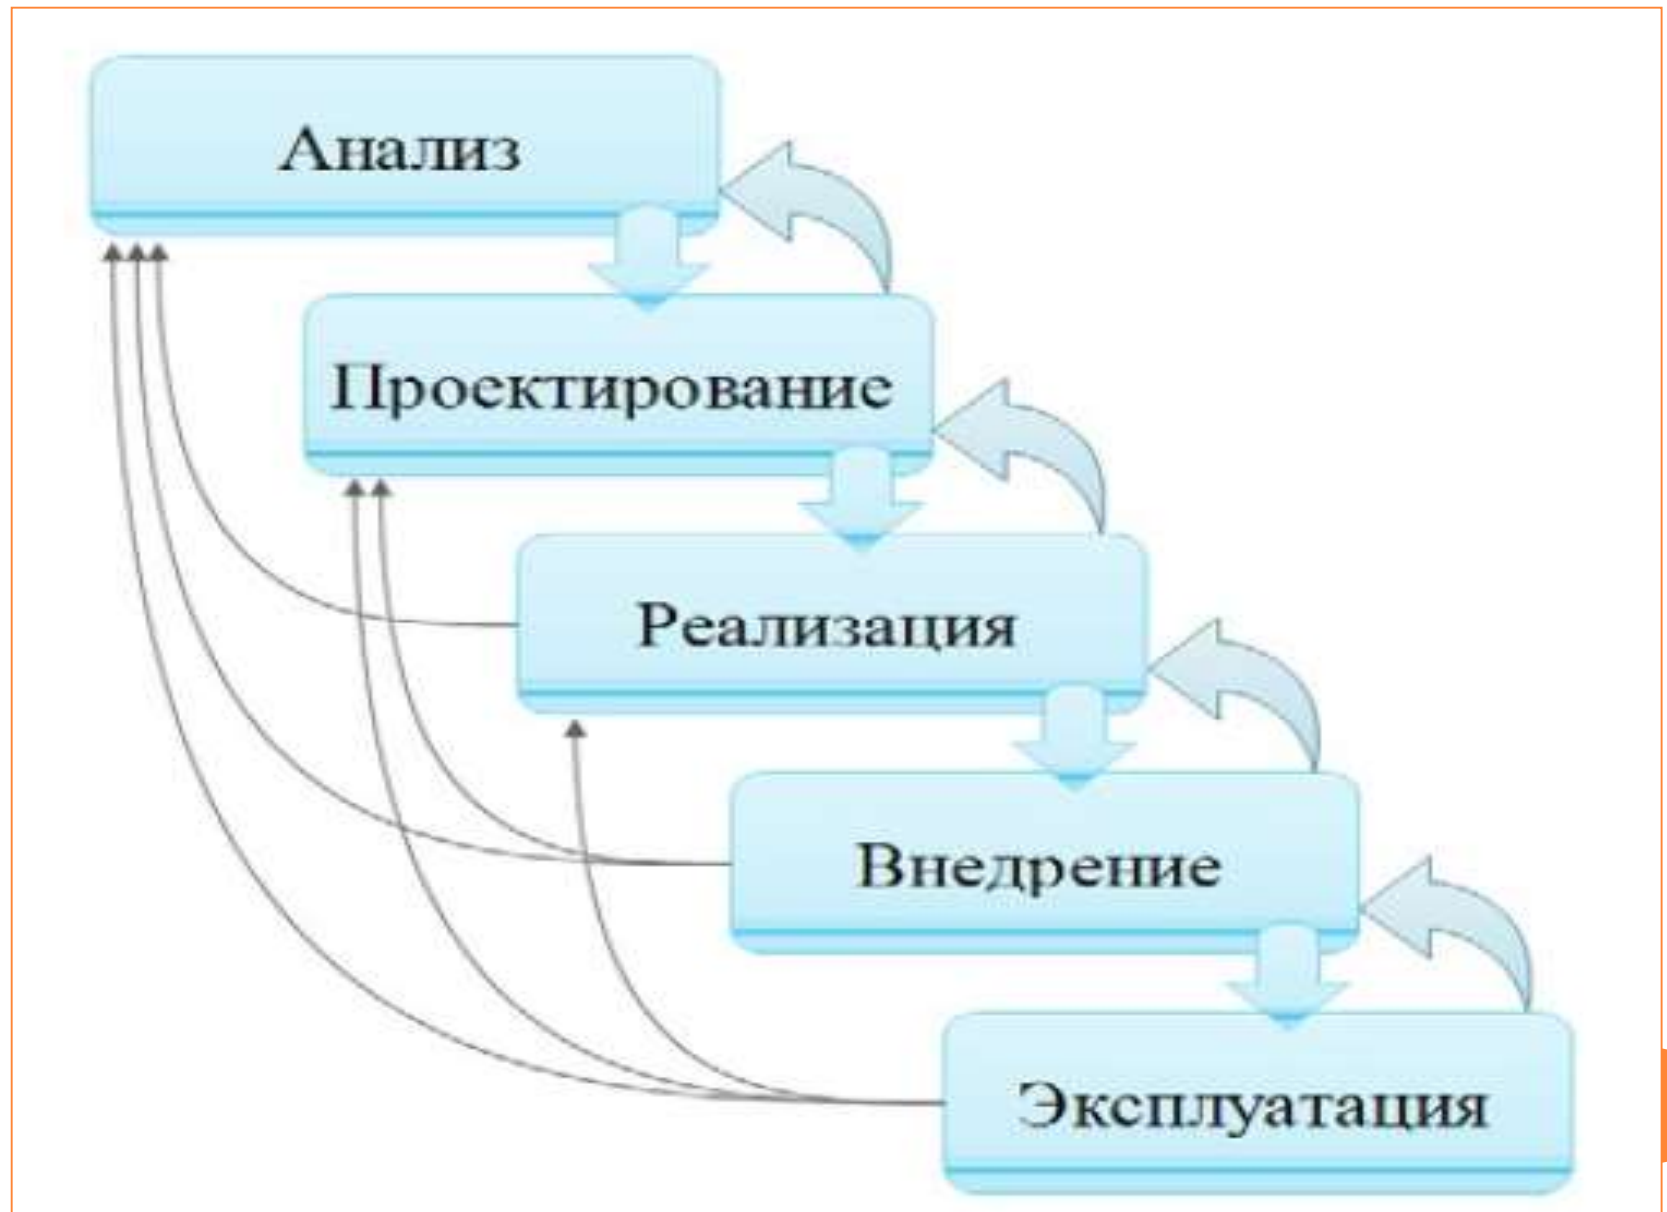 Анализ
Проектирование
Реализация
Внедрение
Эксплуатация